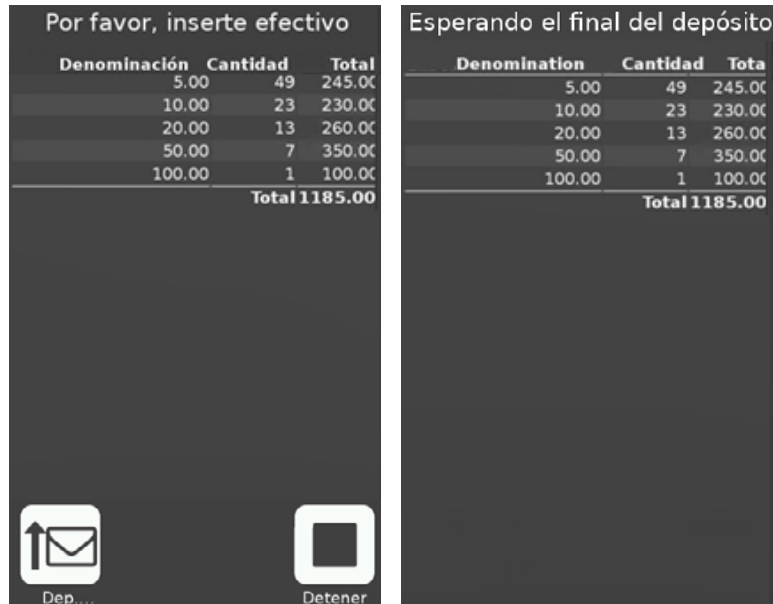 Por favor, inserte efectivo
Denominación Cantidad Total
5.00 49 245.00
10.00 23 230.00
20.00 13 260.00
50.00 7 350.00
100.00 1 100.00
Total 1185.00
Dep....
Detener
Esperando el final del depósito
Denomination Cantidad Tota
5.00 49 245.00
10.00 23 230.00
20.00 13 260.00
50.00 7 350.00
100.00 1 100.00
Total 1185.00